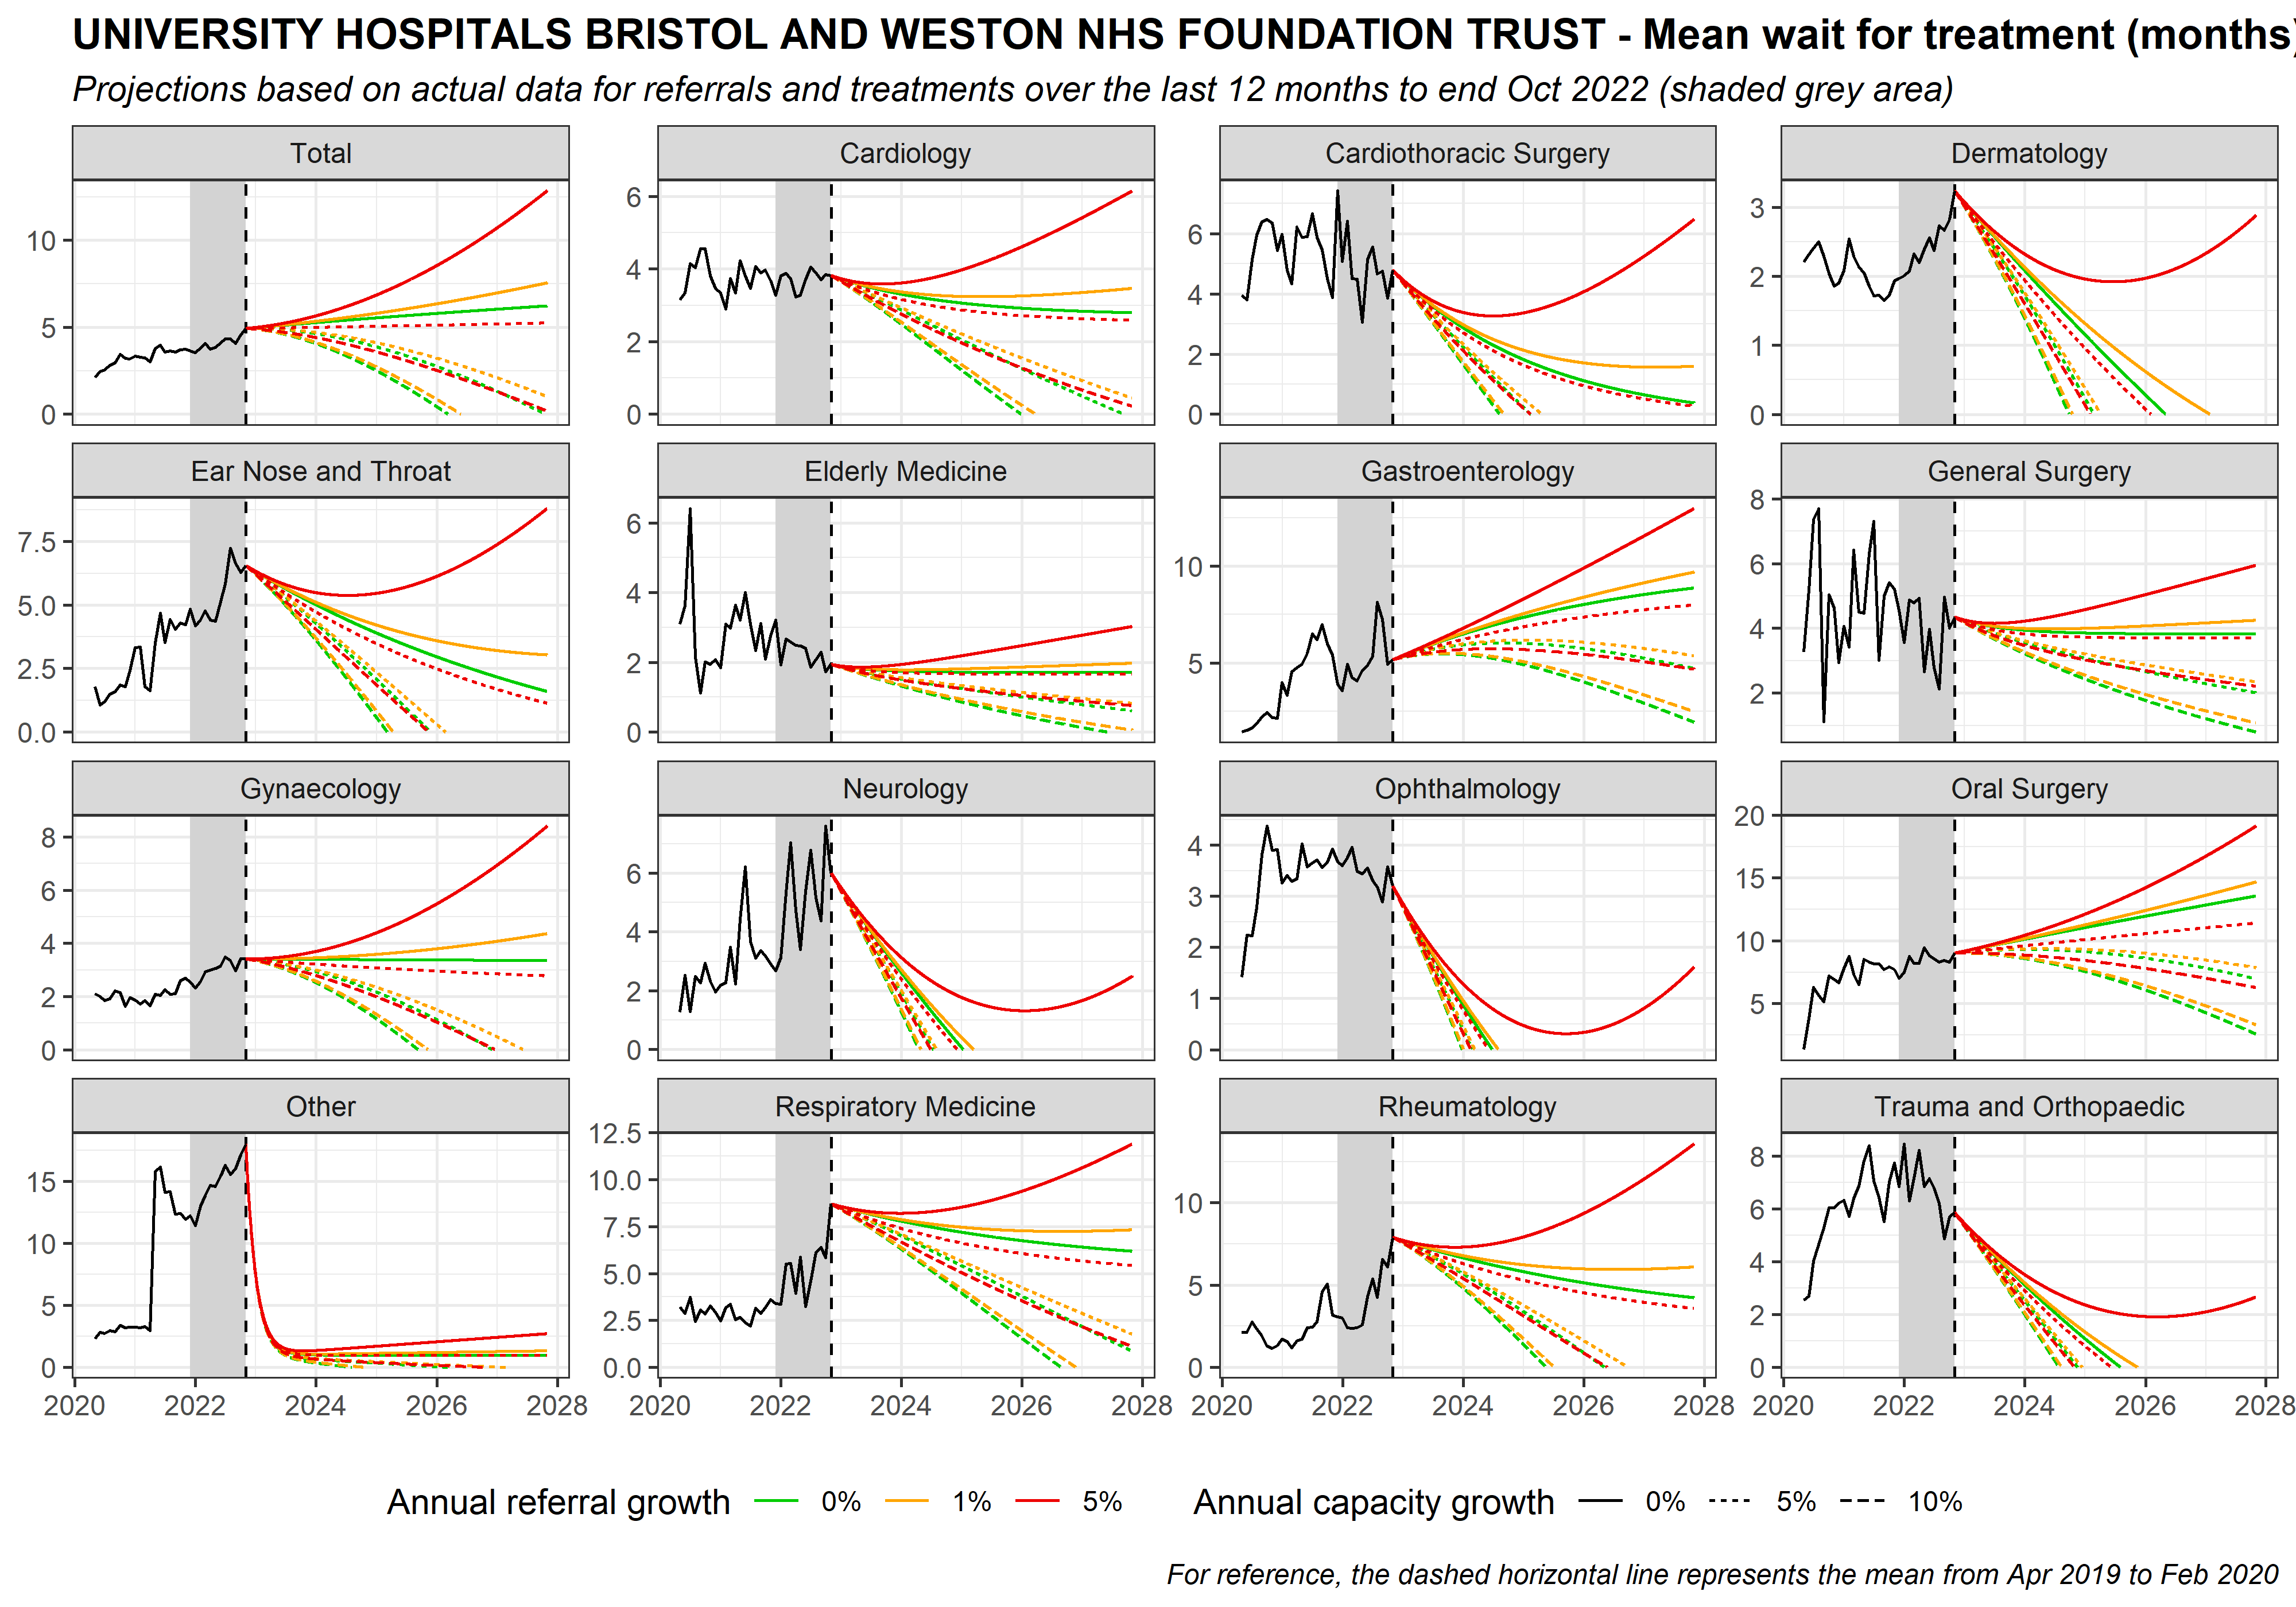 UNIVERSITY HOSPITALS BRISTOL AND WESTON NHS FOUNDATION TRUST - Mean wait for treatment (months)
Projections based on actual data for referrals and treatments over the last 12 months to end Oct 2022 (shaded grey area)
Total Cardiology Cardiothoracic Surgery Dermatology
10 5 0
6 4 2 0
6 4 2 0
3 2 1 0
Ear Nose and Throat Elderly Medicine Gastroenterology General Surgery
7.5 5.0 2.5 0.0
6 4 2 0
10 5
8 6 4 2
Gynaecology Neurology Ophthalmology Oral Surgery
8 6 4 2 0
6 4 2 0
4 3 2 1 0
20 15 10 5
Other Respiratory Medicine Rheumatology Trauma and Orthopaedic
15 10 5 0
12.5 10.0 7.5 5.0 2.5 0.0
10 5 0
8 6 4 2 0
2020 2022 2024 2026 2028 2020 2022 2024 2026 2028 2020 2022 2024 2026 2028 2020 2022 2024 2026 2028
Annual referral growth 0% 1% 5% Annual capacity growth 0% 5% 10%
For reference, the dashed horizontal line represents the mean from Apr 2019 to Feb 2020